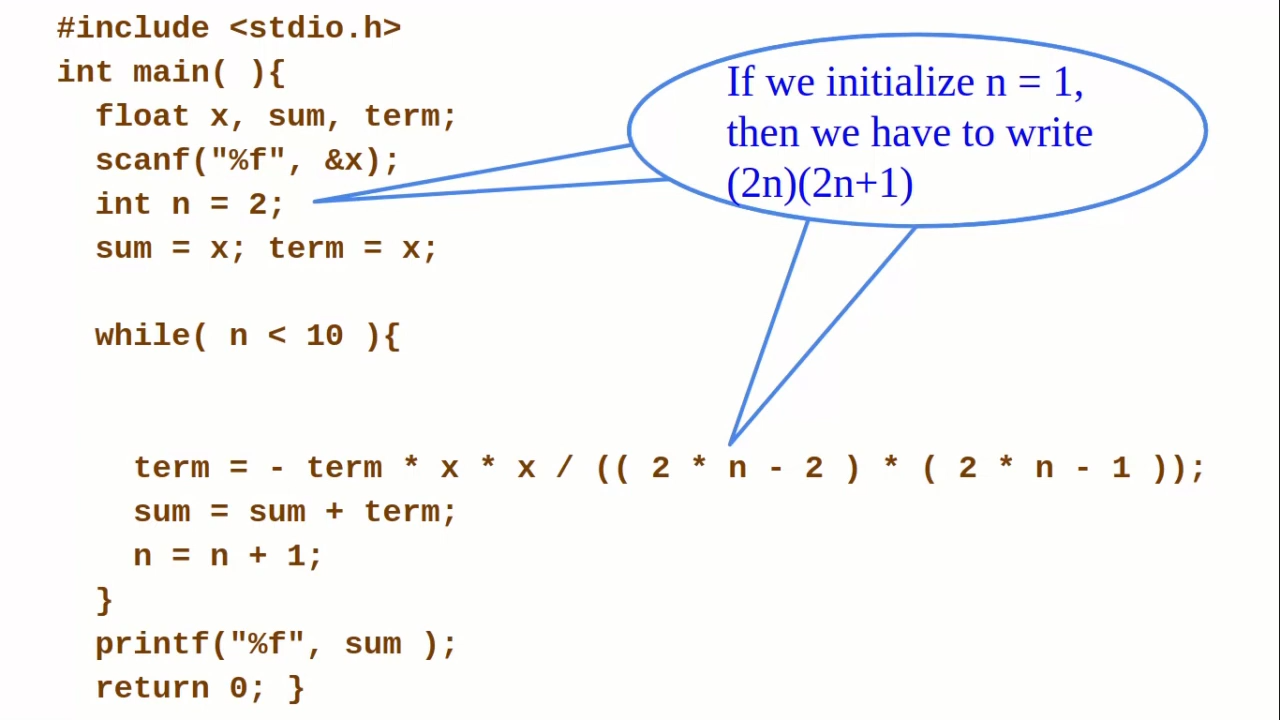 #include <stdio.h>
int main( ){
float x, sum, term;
scanf("%f", &x);
int n = 2;
sum = x; term = x;
while( n < 10 ){
term = - term * x * x / (( 2 * n - 2 ) * ( 2 * n - 1 ));
sum = sum + term;
n = n + 1;
}
printf("%f", sum );
return 0; }
If we initialize n = 1,
then we have to write
(2n)(2n+1)